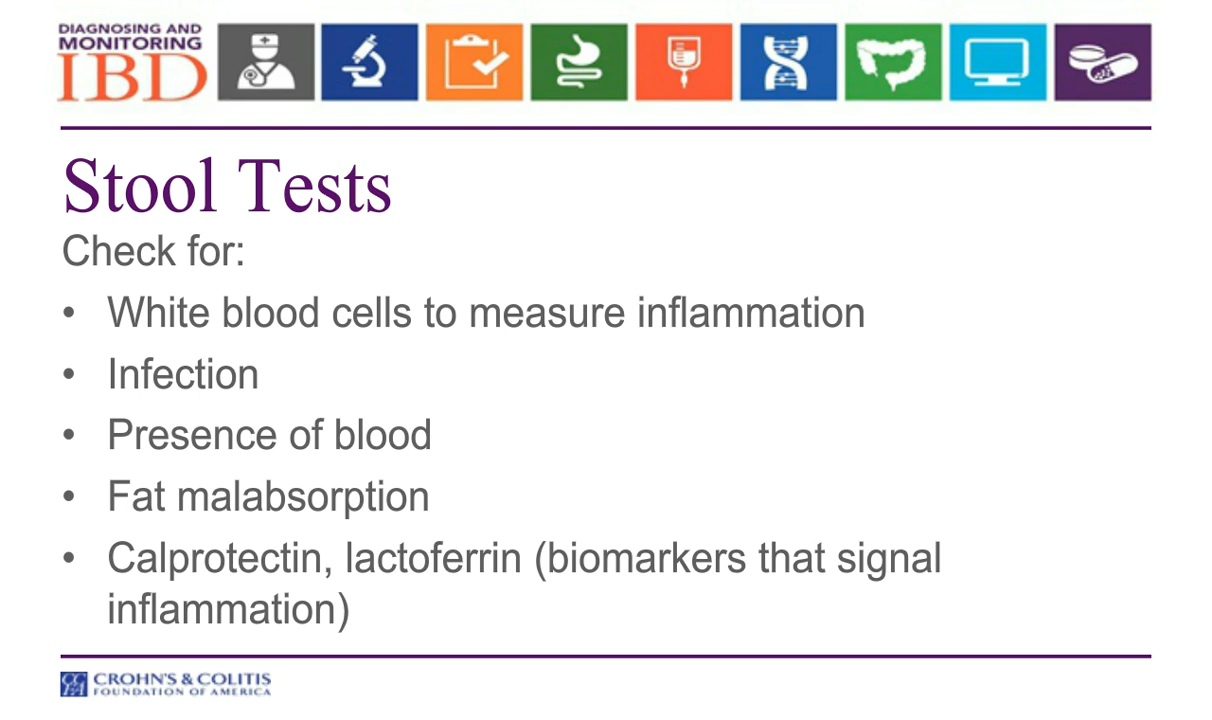 DIAGNOSING AND
MONITORING
IBD
Stool Tests
Check for:
• White blood cells to measure inflammation
• Infection
• Presence of blood
• Fat malabsorption
• Calprotectin, lactoferrin (biomarkers that signal
inflammation)
CCFA CROHN'S & COLITIS
FOUNDATION OF AMERICA